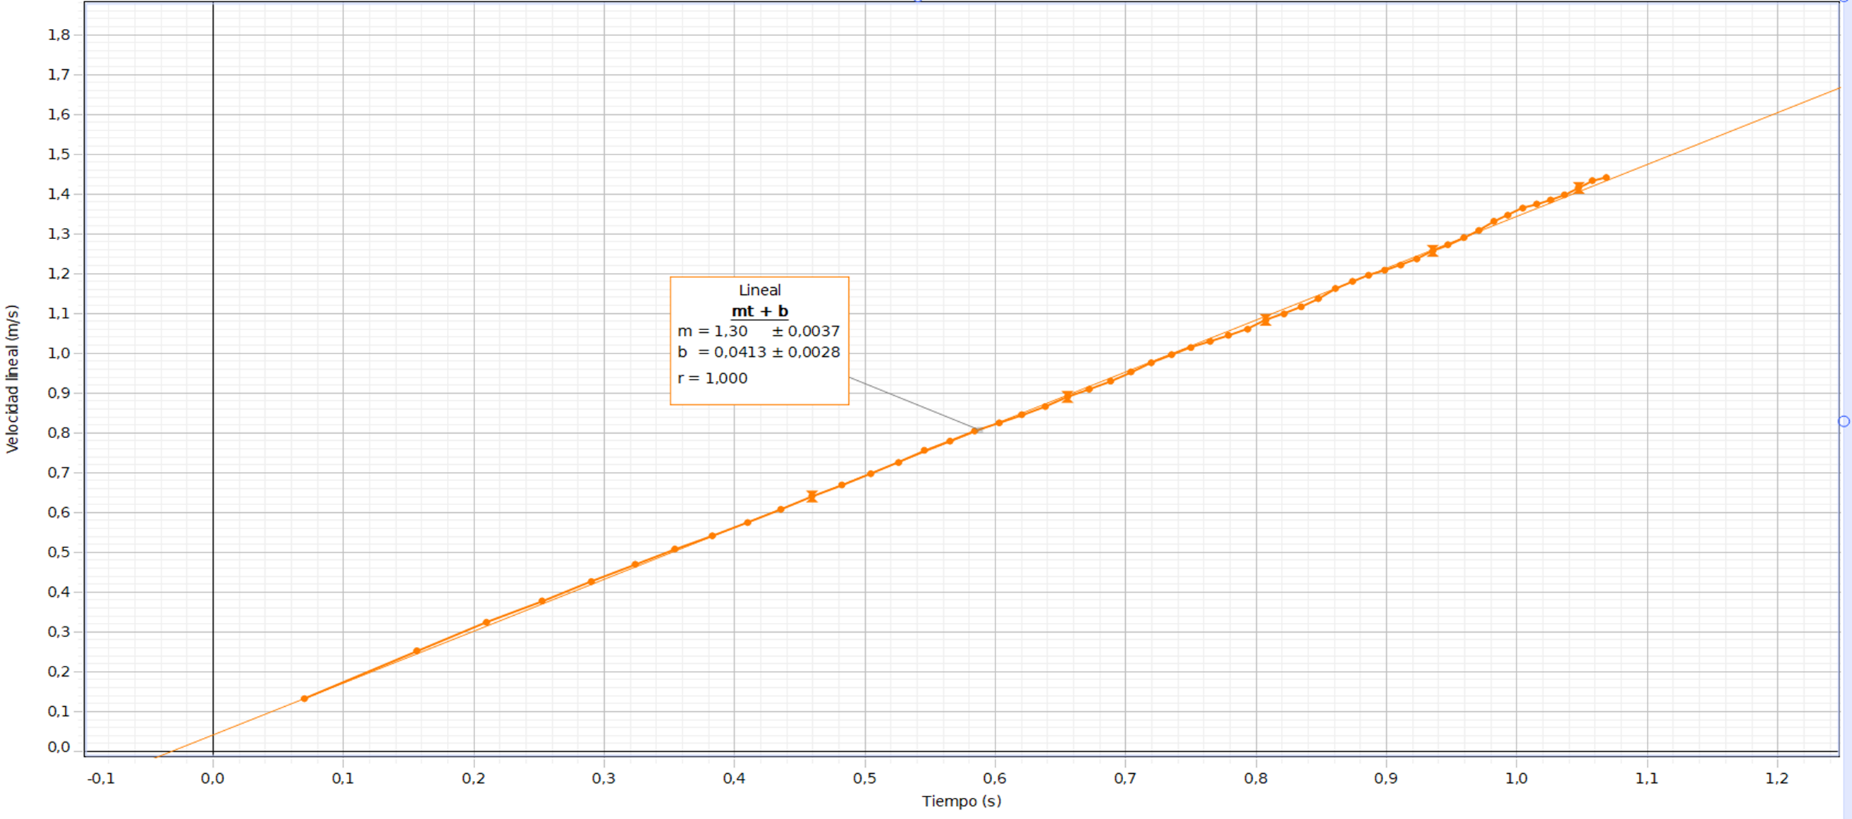 1,8
1,7
1,6
1,5
1,4
1,3
1,2
1,1
1,0
0,9
0,8
0,7
0,6
0,5
0,4
0,3
0,2
0,1
0,0
Velocidad lineal (m/s)
Lineal
mt + b
m = 1,30 ± 0,0037
b = 0,0413 ± 0,0028
r = 1,000
-0,1 0,0 0,1 0,2 0,3 0,4 0,5 0,6 0,7 0,8 0,9 1,0 1,1 1,2
Tiempo (s)